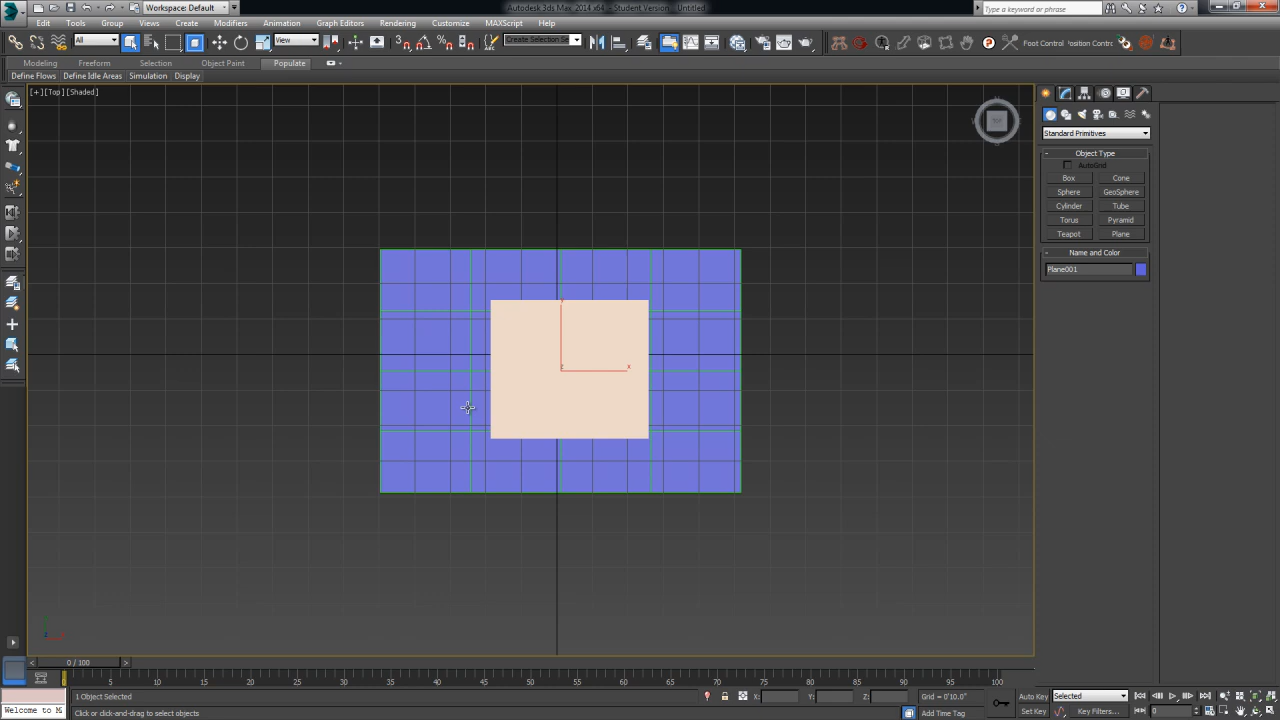 Workspace: Default
Autodesk 3ds Max 2014 x64 - Student Version Untitled
Type a keyword or phrase
Edit Tools Group Views Create Modifiers Animation Graph Editors Rendering Customize MAXScript Help
All
View
Create Selection Se
Foot Control
osition Contr
Modeling Freeform Selection Object Paint Populate
Define Flows Define Idle Areas Simulation Display
[+][Top][Shaded]
TOP
Standard Primitives
- Object Type
AutoGrid
Box Cone
Sphere GeoSphere
Cylinder Tube
Torus Pyramid
Teapot Plane
- Name and Color
Plane001
Y
Z
X
< 0 / 100 >
0 5 10 15 20 25 30 35 40 45 50 55 60 65 70 75 80 85 90 95 100
1 Object Selected
X: Y: Z:
Grid = 0'10.0"
Auto Key
Selected
Welcome to M
Click or click-and-drag to select objects
Add Time Tag
Set Key
Key Filters...
0